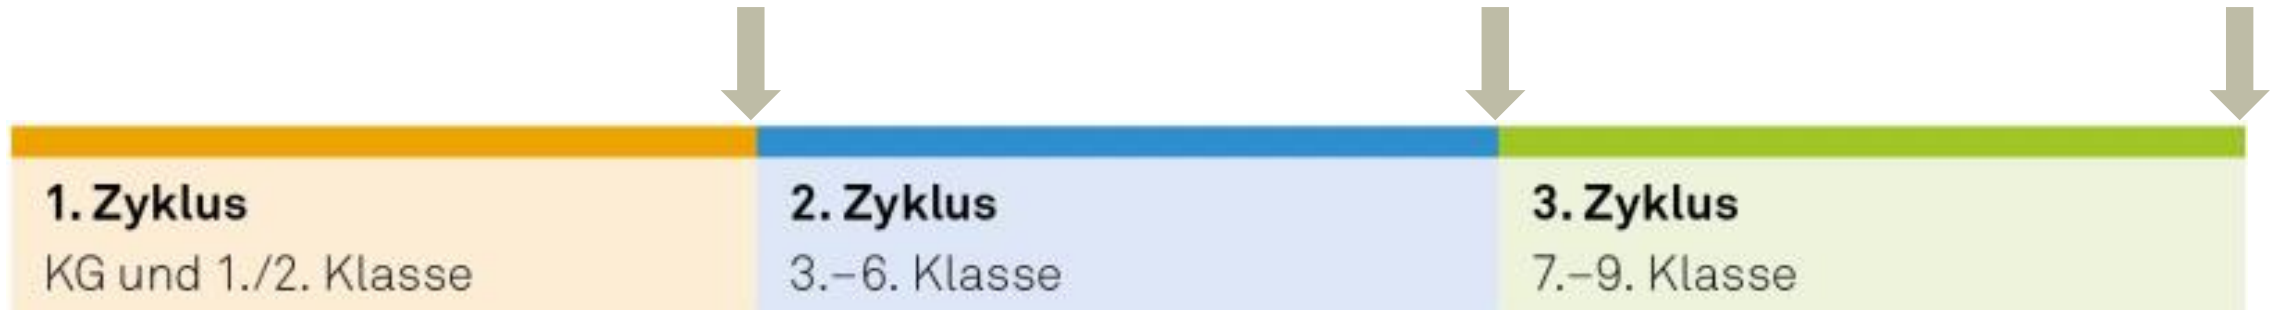 1. Zyklus
KG und 1./2. Klasse
2. Zyklus
3.–6. Klasse
3. Zyklus
7.–9. Klasse